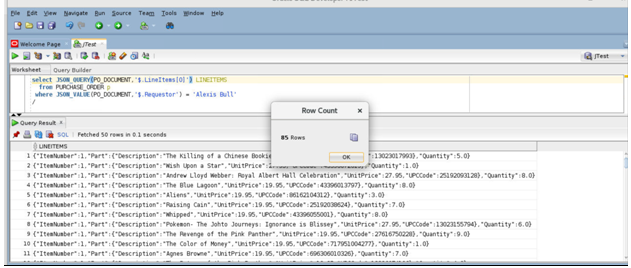 File Edit View Navigate Run Source Team Tools Window Help
Welcome Page
JTest
JTest
Worksheet Query Builder
select JSON_QUERY(PO_DOCUMENT,'$.LineItems[0]') LINEITEMS
from PURCHASE_ORDER p
where JSON_VALUE(PO_DOCUMENT,'$.Requestor') = 'Alexis Bull'
/
Row Count
85 Rows
OK
Query Result
SQL | Fetched 50 rows in 0.1 seconds
LINEITEMS
1 {"ItemNumber":1,"Part":{"Description":"The Killing of a Chinese Bookie :13023017993},"Quantity":5.0}
2 {"ItemNumber":1,"Part":{"Description":"Wish Upon a Star","UnitPrice" "Quantity":1.0}
3 {"ItemNumber":1,"Part":{"Description":"Andrew Lloyd Webber: Royal Albert Hall Celebration","UnitPrice":27.95,"UPCCode":25192093128},"Quantity":8.0}
4 {"ItemNumber":1,"Part":{"Description":"The Blue Lagoon","UnitPrice":19.95,"UPCCode":43396013797},"Quantity":8.0}
5 {"ItemNumber":1,"Part":{"Description":"Aliens","UnitPrice":19.95,"UPCCode":86162104312},"Quantity":3.0}
6 {"ItemNumber":1,"Part":{"Description":"Raising Cain","UnitPrice":19.95,"UPCCode":25192038624},"Quantity":7.0}
7 {"ItemNumber":1,"Part":{"Description":"Whipped","UnitPrice":19.95,"UPCCode":43396055001},"Quantity":8.0}
8 {"ItemNumber":1,"Part":{"Description":"Pokemon- The Johto Journeys: Ignorance is Blissey","UnitPrice":27.95,"UPCCode":13023155794},"Quantity":6.0}
9 {"ItemNumber":1,"Part":{"Description":"The Revenge of the Pink Panther","UnitPrice":19.95,"UPCCode":27616750228},"Quantity":9.0}
10 {"ItemNumber":1,"Part":{"Description":"The Color of Money","UnitPrice":19.95,"UPCCode":717951004277},"Quantity":1.0}
11 {"ItemNumber":1,"Part":{"Description":"Agnes Browne","UnitPrice":19.95,"UPCCode":696306010326},"Quantity":7.0}